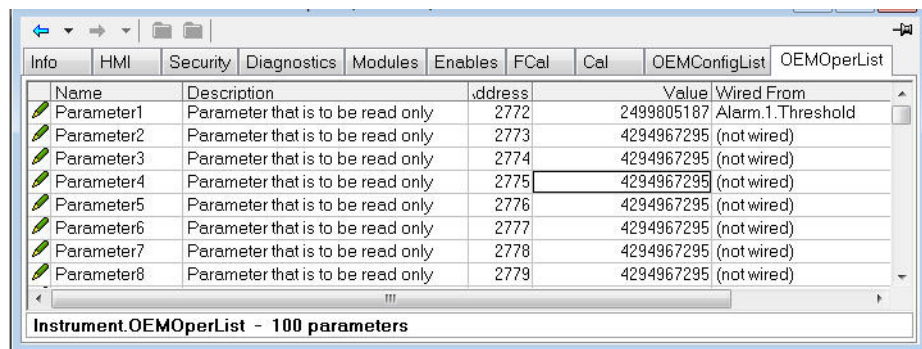 Info HMI Security Diagnostics Modules Enables FCal Cal OEMConfigList OEMOperList
Name Description Address Value Wired From
Parameter1 Parameter that is to be read only 2772 2499805187 Alarm.1.Threshold
Parameter2 Parameter that is to be read only 2773 4294967295 (not wired)
Parameter3 Parameter that is to be read only 2774 4294967295 (not wired)
Parameter4 Parameter that is to be read only 2775 4294967295 (not wired)
Parameter5 Parameter that is to be read only 2776 4294967295 (not wired)
Parameter6 Parameter that is to be read only 2777 4294967295 (not wired)
Parameter7 Parameter that is to be read only 2778 4294967295 (not wired)
Parameter8 Parameter that is to be read only 2779 4294967295 (not wired)
Instrument.OEMOperList - 100 parameters